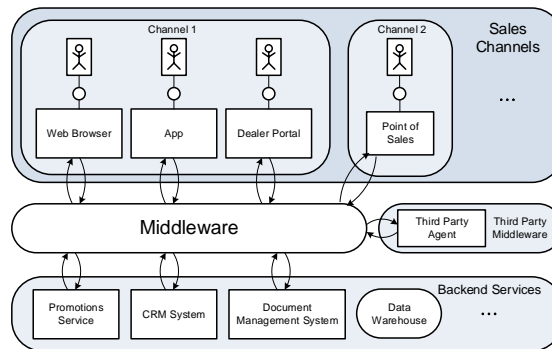 Channel 1
Channel 2
Sales
Channels
Web Browser
App
Dealer Portal
Point of
Sales
...
Middleware
Third Party
Agent
Third Party
Middleware
Backend Services
Promotions
Service
CRM System
Document
Management System
Data
Warehouse
...